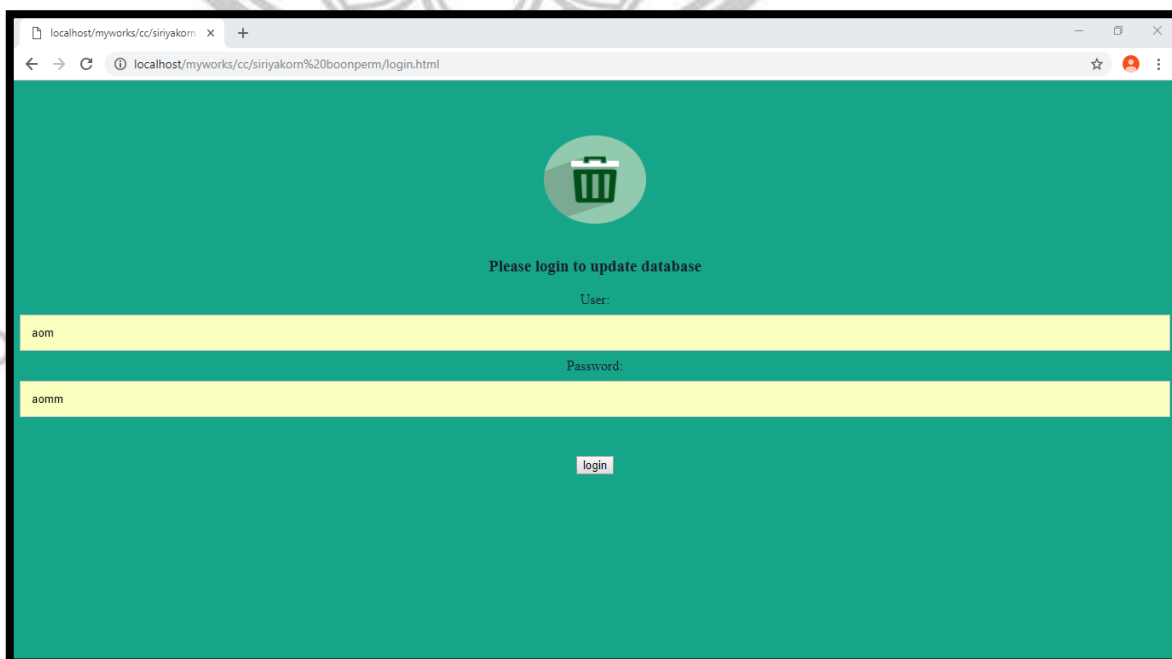 localhost/myworks/cc/siriyakorn
localhost/myworks/cc/siriyakorn%20boonperm/login.html
Please login to update database
User:
aom
Password:
aomm
login